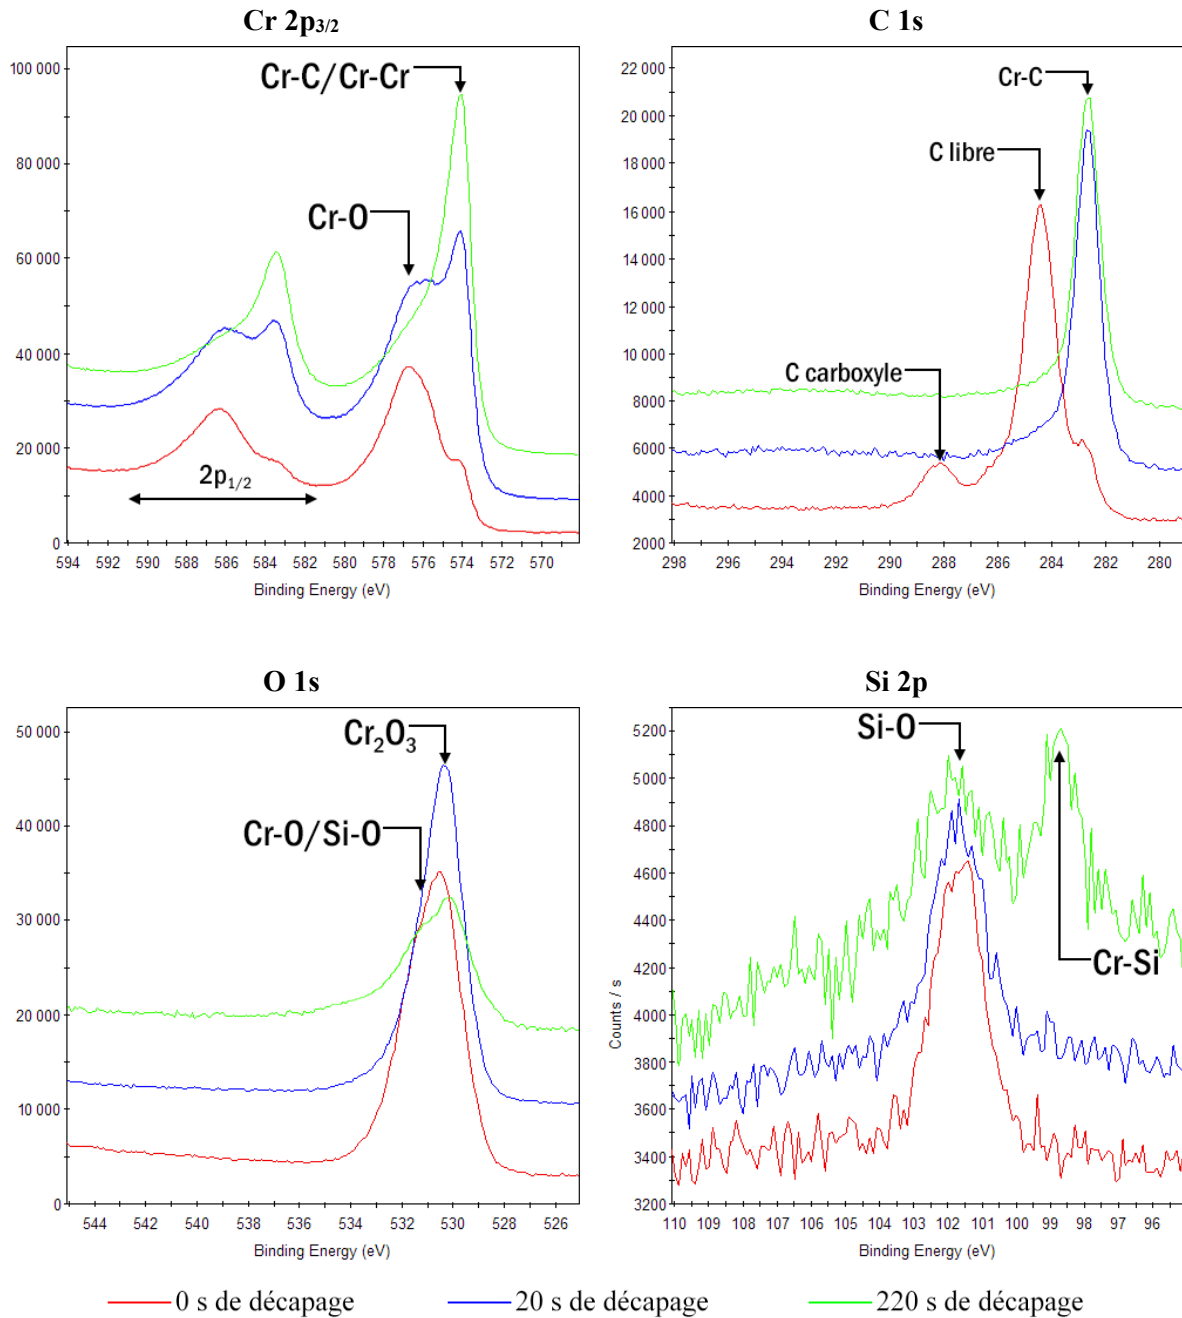 Cr 2p3/2
100 000
80 000
60 000
40 000
20 000
0
Cr-C/Cr-Cr
Cr-O
2p1/2
594 590 586 584 582 580 578 576 574 572 570
Binding Energy (eV)
C 1s
22 000
20 000
18 000
16 000
14 000
12 000
10 000
8000
6000
4000
2000
Cr-C
C libre
C carboxyle
298 296 294 292 290 288 286 284 282 280
Binding Energy (eV)
O 1s
50 000
40 000
30 000
20 000
10 000
0
Cr2O3
Cr-O/Si-O
544 542 540 538 536 534 532 530 528 526
Binding Energy (eV)
Si 2p
Counts / s
5200
5000
4800
4600
4400
4200
4000
3800
3600
3400
3200
Si-O
Cr-Si
110 109 108 107 106 105 104 103 102 101 100 99 98 97 96
Binding Energy (eV)
0 s de décapage 20 s de décapage 220 s de décapage